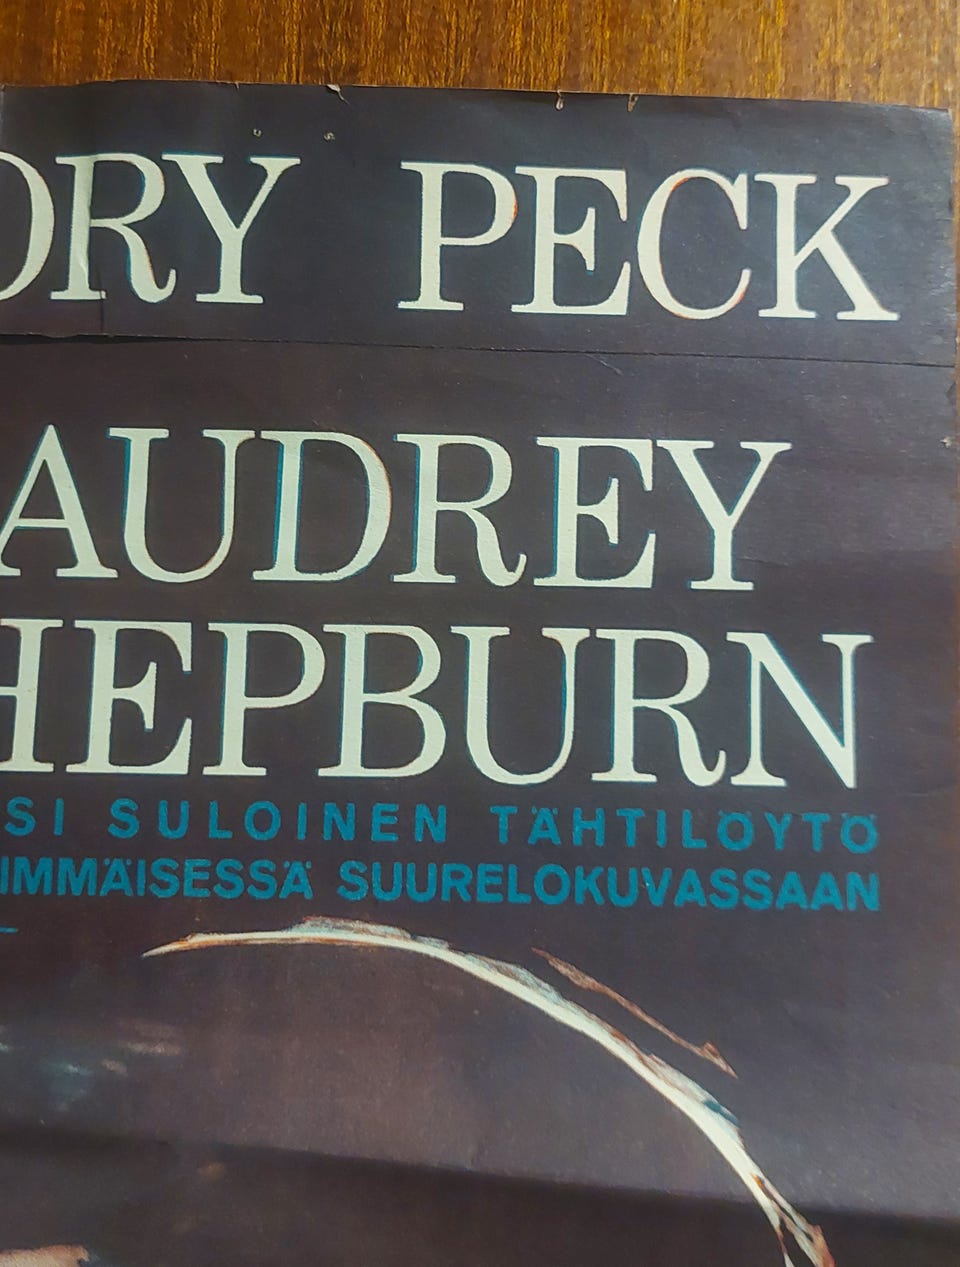 ORY PECK
AUDREY
HEPBURN
SI SULOINEN TÄHTILÖYTÖ
IMMÄISESSÄ SUURELOKUVASSAAN